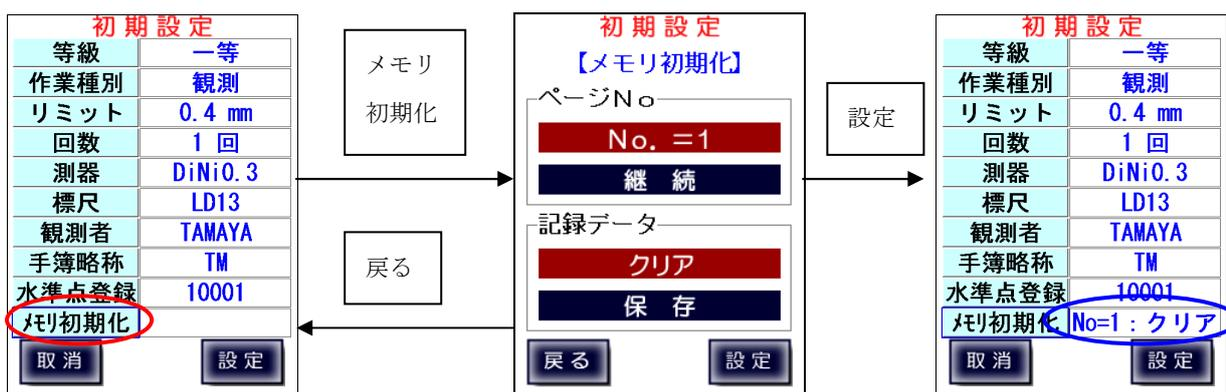 初期設定
等級 一等
作業種別 観測
リミット 0.4 mm
回数 1 回
測器 DiNi0.3
標尺 LD13
観測者 TAMAYA
手簿略称 TM
水準点登録 10001
ﾒﾓﾘ初期化
取消 設定
メモリ
初期化
戻る
初期設定
【メモリ初期化】
ページNo
No．＝1
継続
記録データ
クリア
保存
戻る 設定
設定
初期設定
等級 一等
作業種別 観測
リミット 0.4 mm
回数 1 回
測器 DiNi0.3
標尺 LD13
観測者 TAMAYA
手簿略称 TM
水準点登録 10001
ﾒﾓﾘ初期化 No=1：クリア
取消 設定